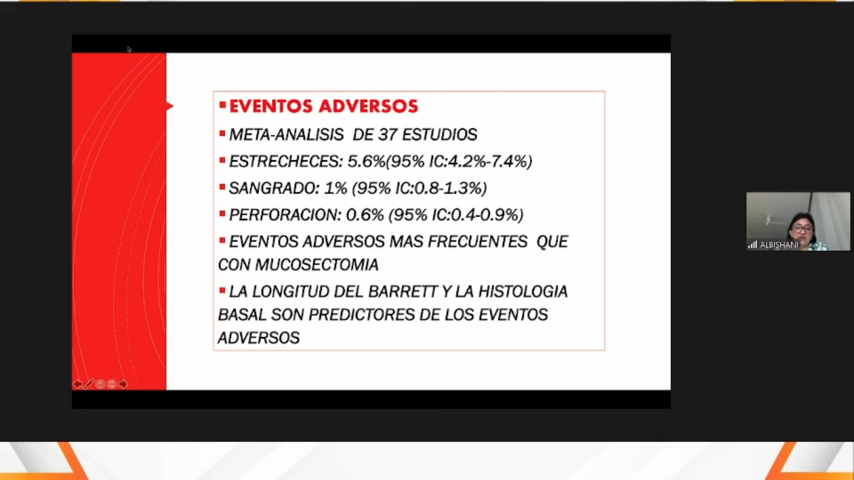 EVENTOS ADVERSOS
META-ANALISIS DE 37 ESTUDIOS
ESTRECHECES: 5.6%(95% IC:4.2%-7.4%)
SANGRADO: 1% (95% IC:0.8-1.3%)
PERFORACION: 0.6% (95% IC:0.4-0.9%)
EVENTOS ADVERSOS MAS FRECUENTES QUE
CON MUCOSECTOMIA
LA LONGITUD DEL BARRETT Y LA HISTOLOGIA
BASAL SON PREDICTORES DE LOS EVENTOS
ADVERSOS
ALBISHANI